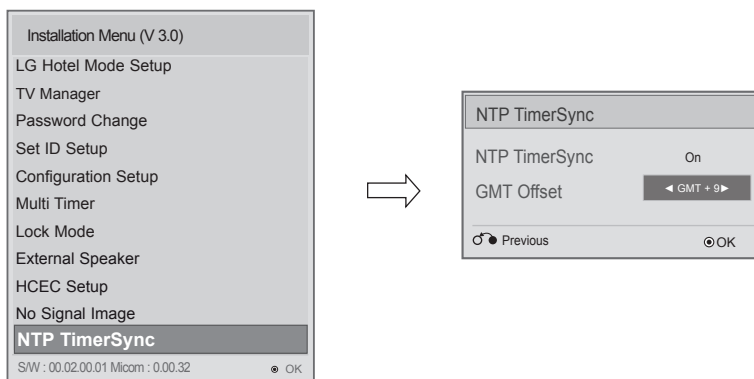 Installation Menu (V 3.0)
LG Hotel Mode Setup
TV Manager
Password Change
Set ID Setup
Configuration Setup
Multi Timer
Lock Mode
External Speaker
HCEC Setup
No Signal Image
NTP TimerSync
S/W : 00.02.00.01 Micom : 0.00.32 ◉ OK
NTP TimerSync
NTP TimerSync On
GMT Offset ◄ GMT + 9►
Previous ◉OK